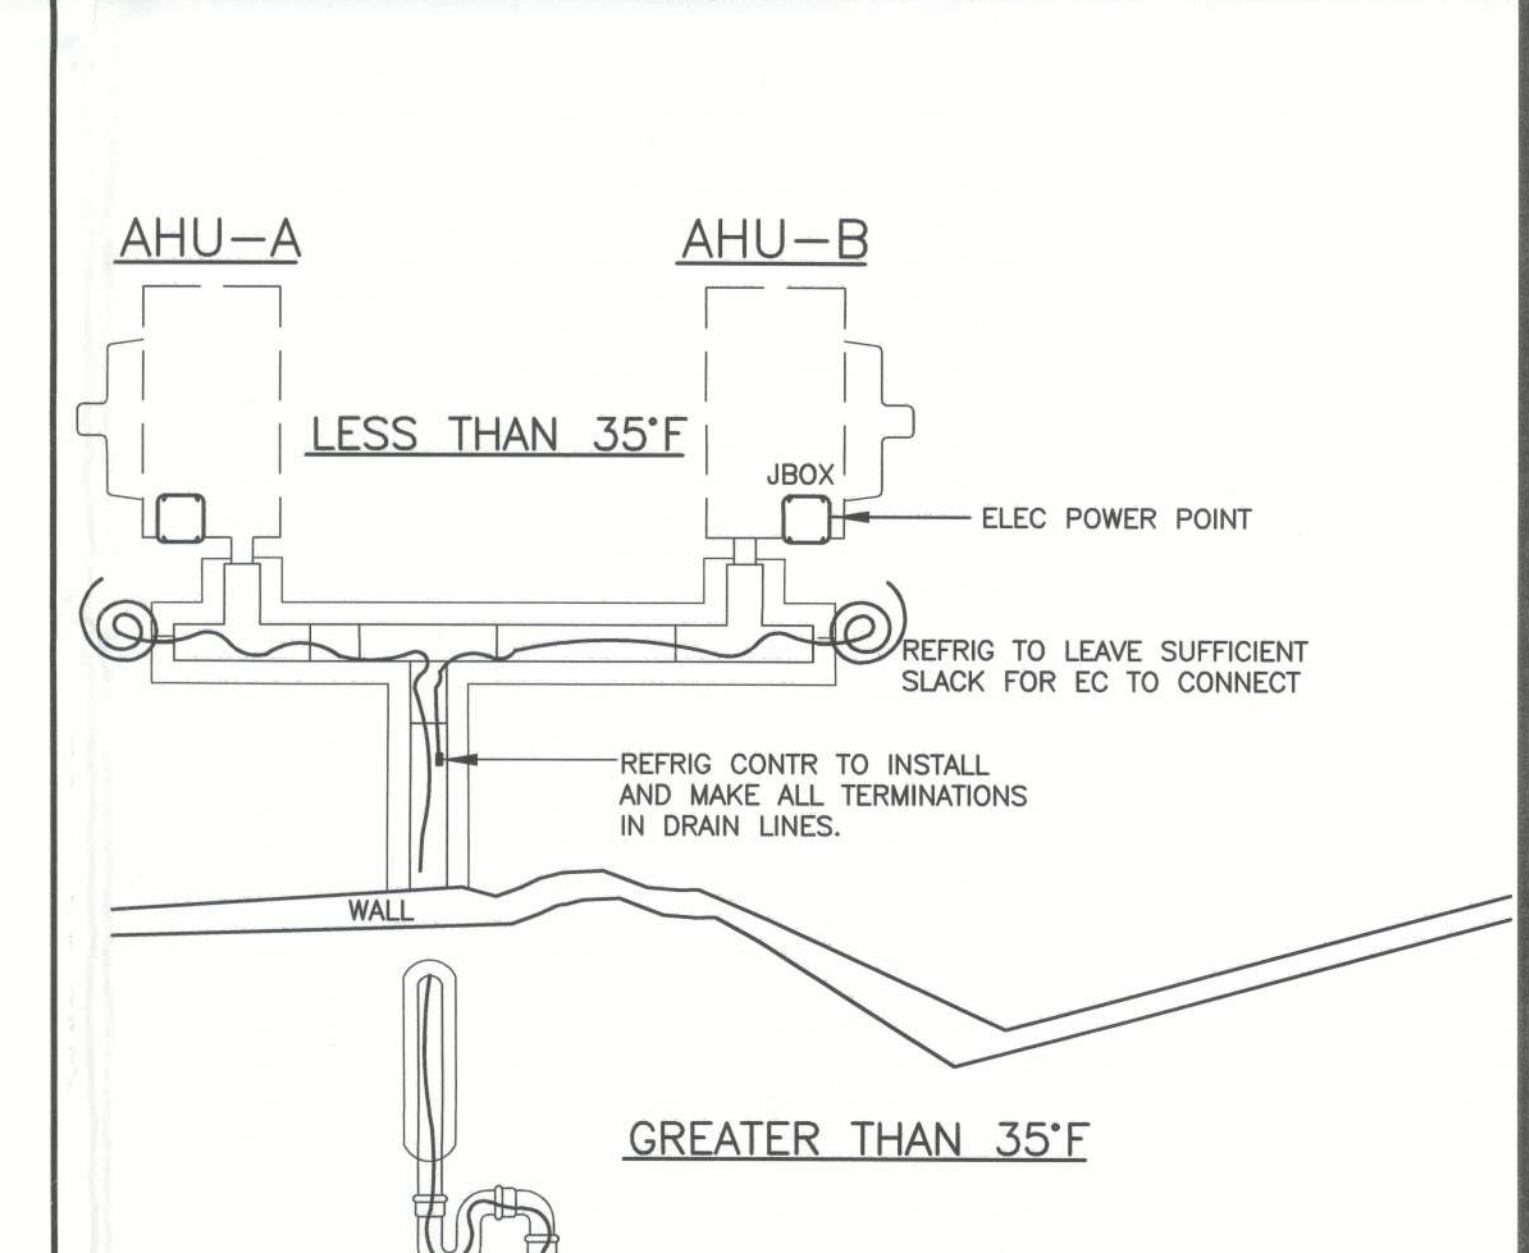 AHU-A
AHU-B
LESS THAN 35°F
JBOX
ELEC POWER POINT
REFRIG TO LEAVE SUFFICIENT
SLACK FOR EC TO CONNECT
REFRIG CONTR TO INSTALL
AND MAKE ALL TERMINATIONS
IN DRAIN LINES.
WALL
GREATER THAN 35°F